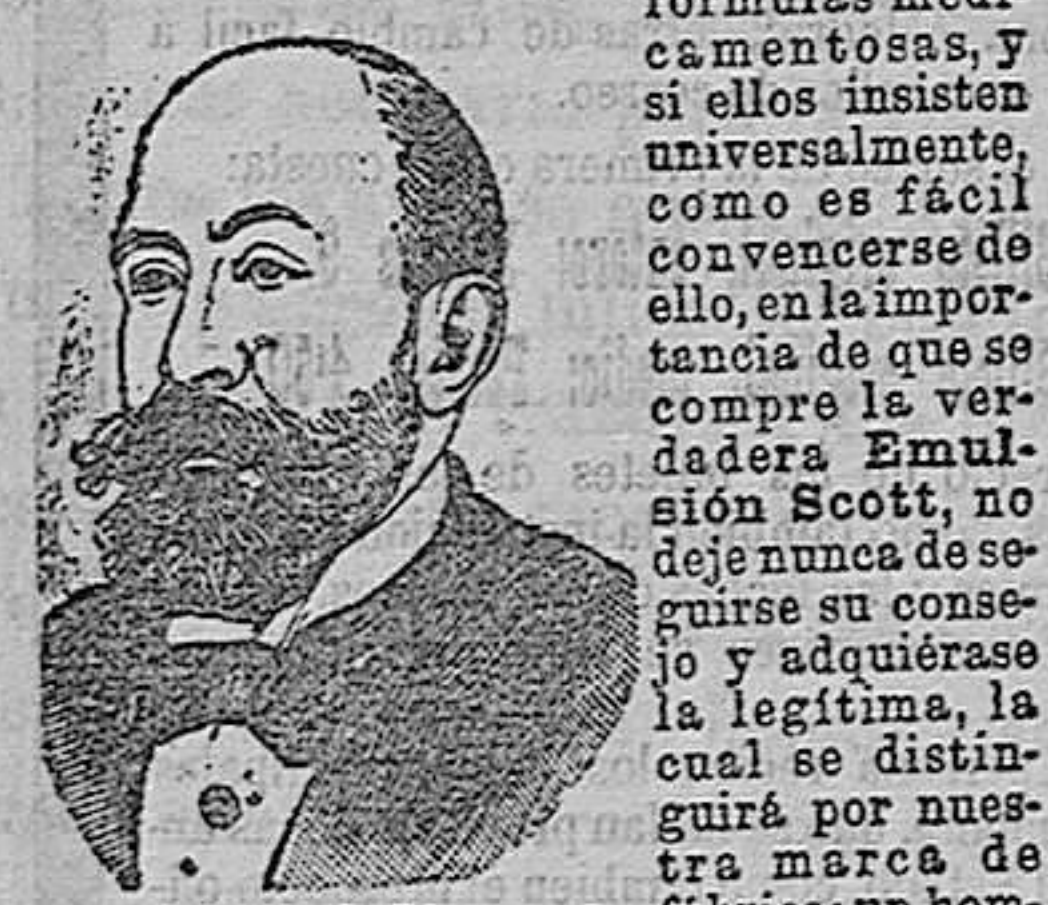 formulas medi-
camentosas, y
si ellos insisten
universalmente,
como es fácil
convencerse de
ello, en la impor-
tancia de que se
compre la ver-
dadera Emul-
sión Scott, no
deje nunca de se-
guirse su conse-
jo y adquiérase
la legítima, la
cual se distin-
guirá por nues-
tra marca de